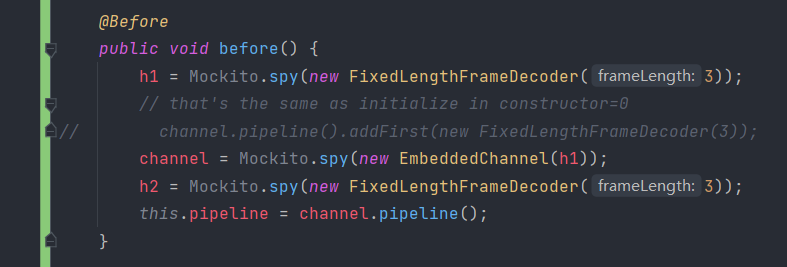 @Before
public void before() {
h1 = Mockito.spy(new FixedLengthFrameDecoder( frameLength: 3));
// that's the same as initialize in constructor=0
// channel.pipeline().addFirst(new FixedLengthFrameDecoder(3));
channel = Mockito.spy(new EmbeddedChannel(h1));
h2 = Mockito.spy(new FixedLengthFrameDecoder( frameLength: 3));
this.pipeline = channel.pipeline();
}